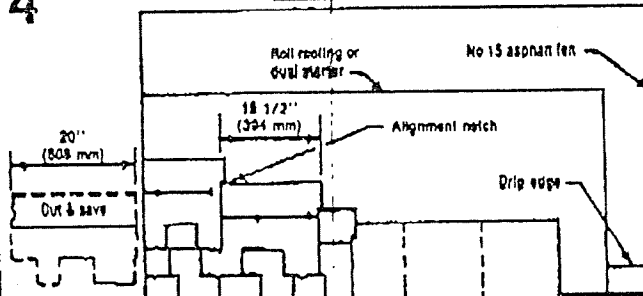 Roll roofing or
dual starter
No 15 asphalt felt
15 1/2"
(394 mm)
20"
(508 mm)
Alignment notch
Cut & save
Drip edge